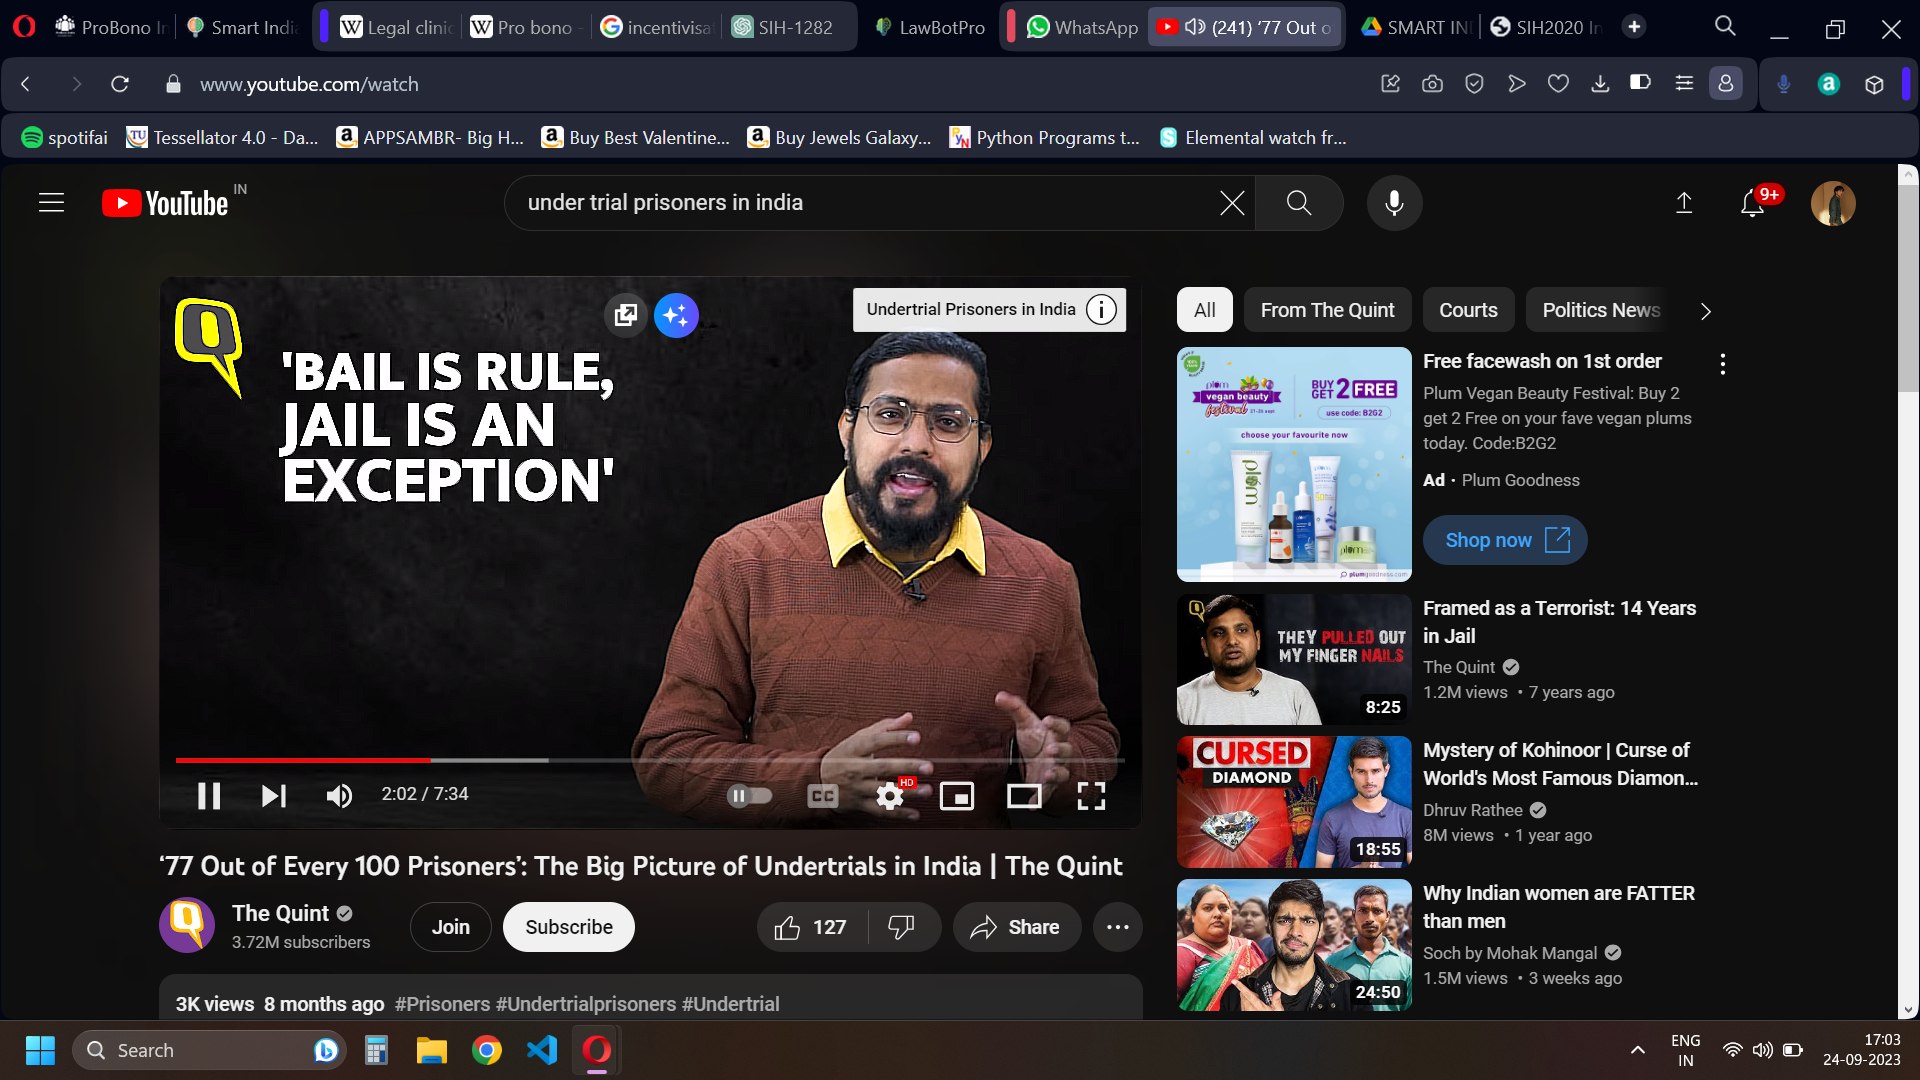 ProBono In
Smart India
Legal clinic
Pro bono -
incentivisat
SIH-1282
LawBotPro
WhatsApp
(241) ‘77 Out o
SMART IND
SIH2020 In
www.youtube.com/watch
spotifai
Tessellator 4.0 - Da...
APPSAMBR- Big H...
Buy Best Valentine...
Buy Jewels Galaxy...
Python Programs t...
Elemental watch fr...
YouTube IN
under trial prisoners in india
9+
'BAIL IS RULE,
JAIL IS AN
EXCEPTION'
Undertrial Prisoners in India
2:02 / 7:34
CC
HD
‘77 Out of Every 100 Prisoners’: The Big Picture of Undertrials in India | The Quint
The Quint
3.72M subscribers
Join
Subscribe
127
Share
3K views 8 months ago #Prisoners #Undertrialprisoners #Undertrial
All
From The Quint
Courts
Politics News
plum
vegan beauty
festival
BUY
GET 2 FREE
use code: B2G2
choose your favourite now
plum
plum
plumgoodness.com
Free facewash on 1st order
Plum Vegan Beauty Festival: Buy 2
get 2 Free on your fave vegan plums
today. Code:B2G2
Ad · Plum Goodness
Shop now
THEY PULLED OUT
MY FINGER NAILS
8:25
Framed as a Terrorist: 14 Years
in Jail
The Quint
1.2M views • 7 years ago
CURSED
DIAMOND
18:55
Mystery of Kohinoor | Curse of
World's Most Famous Diamon...
Dhruv Rathee
8M views • 1 year ago
24:50
Why Indian women are FATTER
than men
Soch by Mohak Mangal
1.5M views • 3 weeks ago
Search
ENG
IN
17:03
24-09-2023